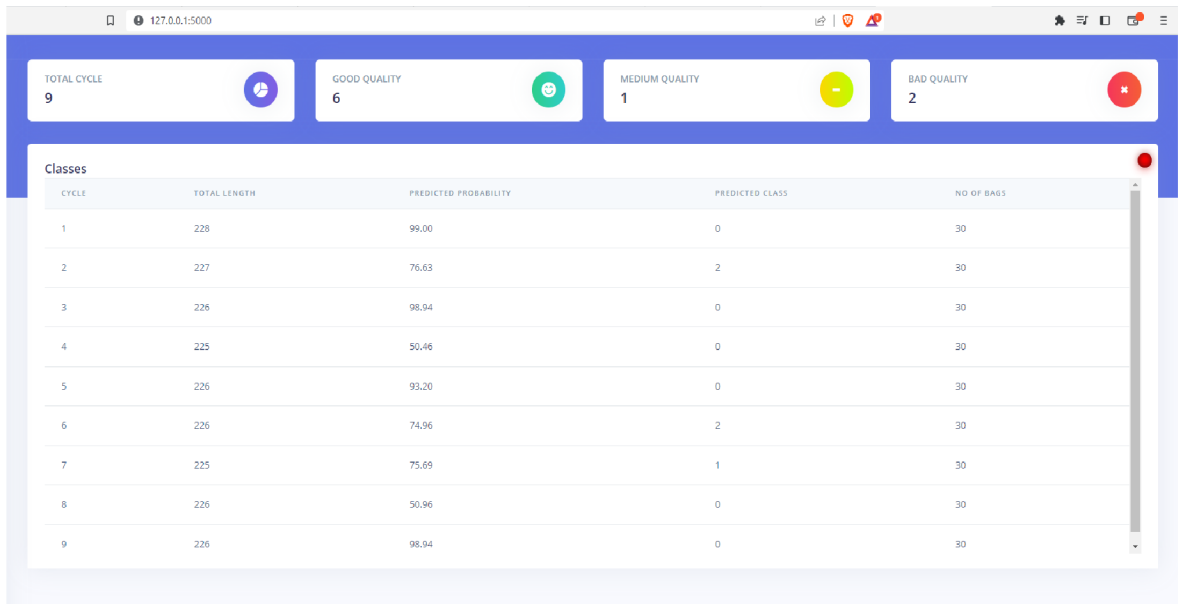 127.0.0.1:5000
TOTAL CYCLE
9
GOOD QUALITY
6
MEDIUM QUALITY
1
BAD QUALITY
2
Classes
CYCLE TOTAL LENGTH PREDICTED PROBABILITY PREDICTED CLASS NO OF BAGS
1 228 99.00 0 30
2 227 76.63 2 30
3 226 98.94 0 30
4 225 50.46 0 30
5 226 93.20 0 30
6 226 74.96 2 30
7 225 75.69 1 30
8 226 50.96 0 30
9 226 98.94 0 30